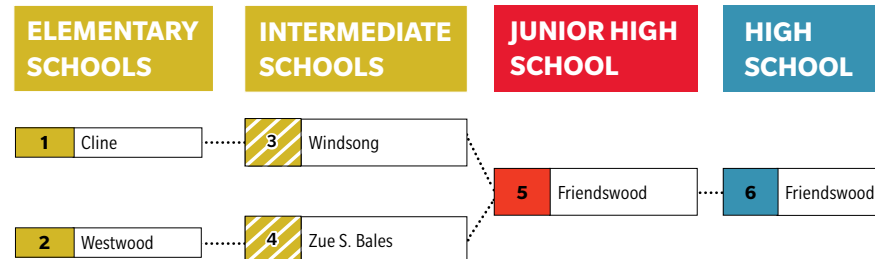 ELEMENTARY
SCHOOLS
INTERMEDIATE
SCHOOLS
JUNIOR HIGH
SCHOOL
HIGH
SCHOOL
1 Cline
3 Windsong
5 Friendswood
6 Friendswood
2 Westwood
4 Zue S. Bales